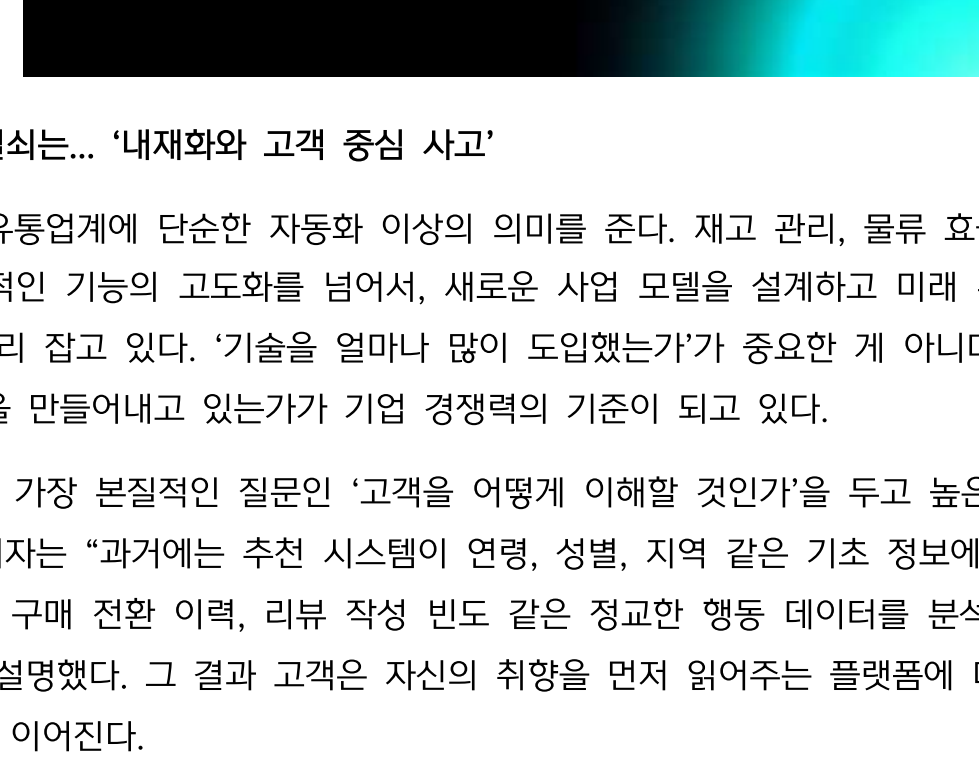 쇠는... ‘내재화와 고객 중심 사고’
유통업계에 단순한 자동화 이상의 의미를 준다. 재고 관리, 물류
적인 기능의 고도화를 넘어서, 새로운 사업 모델을 설계하고 미래
리 잡고 있다. ‘기술을 얼마나 많이 도입했는가’가 중요한 게
만들어내고 있는가가 기업 경쟁력의 기준이 되고 있다.
가장 본질적인 질문인 ‘고객을 어떻게 이해할 것인가’을 두고
자는 “과거에는 추천 시스템이 연령, 성별, 지역 같은 기초 정보에
구매 전환 이력, 리뷰 작성 빈도 같은 정교한 행동 데이터를
설명했다. 그 결과 고객은 자신의 취향을 먼저 읽어주는 플랫폼에
이어진다.